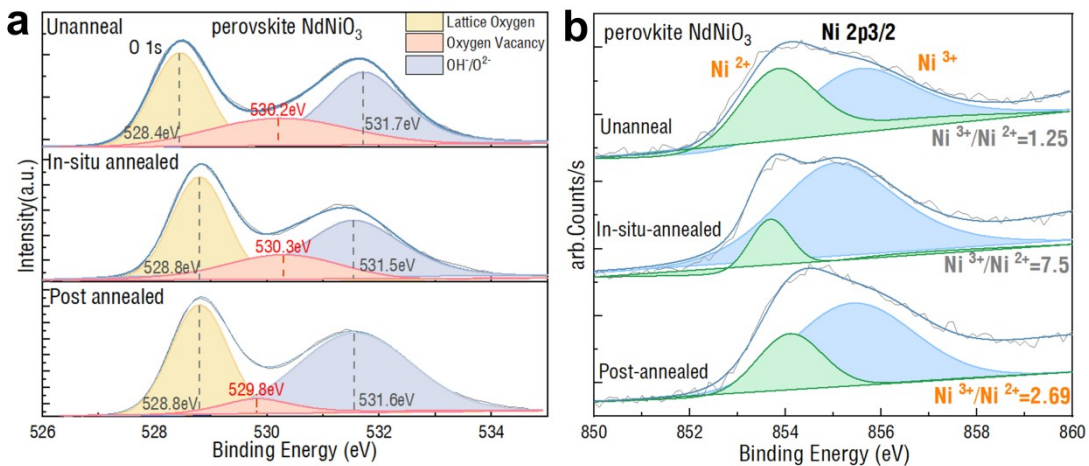 a
Unanneal
O 1s
perovskite NdNiO₃
Lattice Oxygen
Oxygen Vacancy
OH⁻/O²⁻
528.4eV
530.2eV
531.7eV
In-situ annealed
528.8eV
530.3eV
531.5eV
Post annealed
528.8eV
529.8eV
531.6eV
Intensity(a.u.)
526 528 530 532 534
Binding Energy (eV)
b
perovkite NdNiO₃
Ni 2p3/2
Ni ²⁺
Ni ³⁺
Unanneal
Ni ³⁺/Ni ²⁺=1.25
In-situ-annealed
Ni ³⁺/Ni ²⁺=7.5
Post-annealed
Ni ³⁺/Ni ²⁺=2.69
arb.Counts/s
850 852 854 856 858 860
Binding Energy (eV)